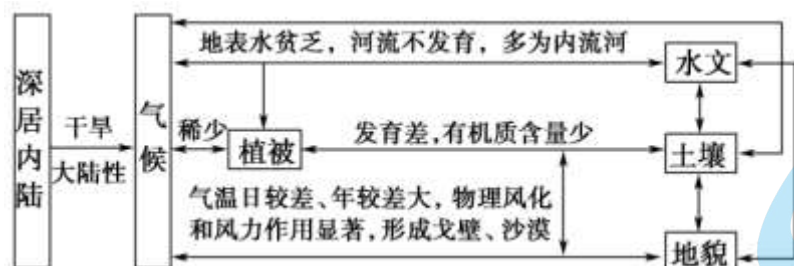 深居内陆
干旱
大陆性
气候
地表水贫乏，河流不发育，多为内流河
水文
稀少
植被
发育差，有机质含量少
土壤
气温日较差、年较差大，物理风化
和风力作用显著，形成戈壁、沙漠
地貌